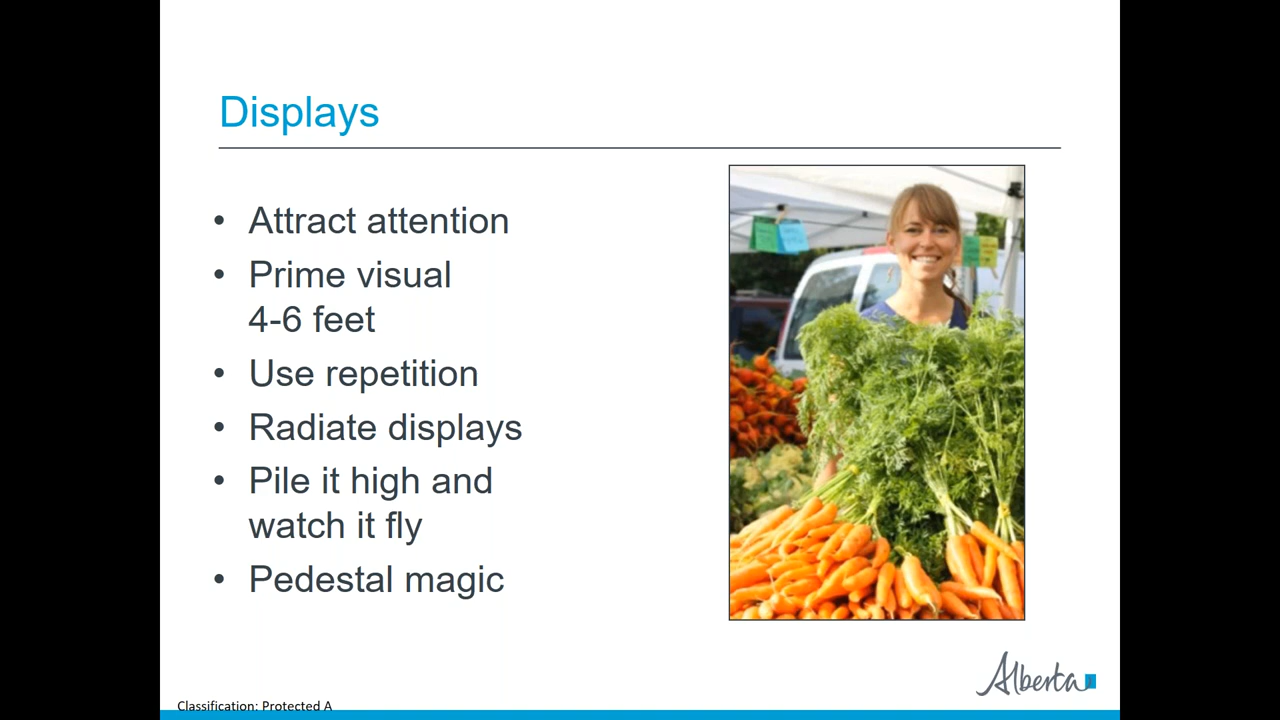 Displays
• Attract attention
• Prime visual
4-6 feet
• Use repetition
• Radiate displays
• Pile it high and
watch it fly
• Pedestal magic
Alberta
Classification: Protected A